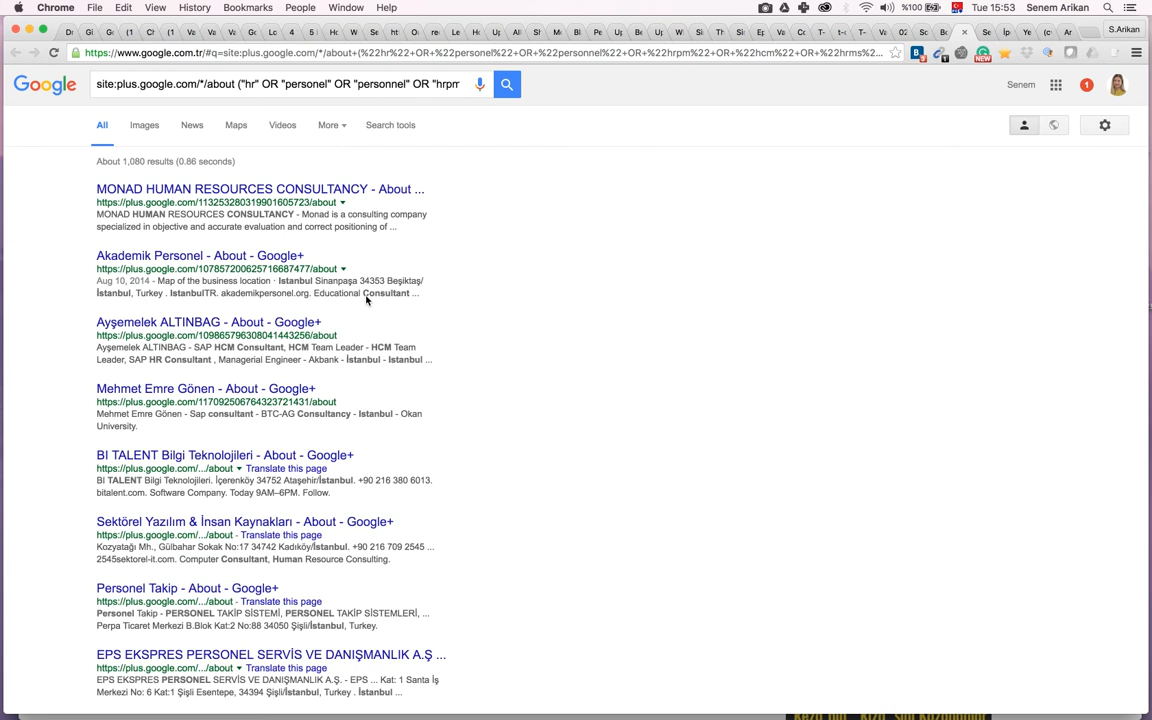 Chrome File Edit View History Bookmarks People Window Help %100 Tue 15:53 Senem Arikan
S.Arikan
https://www.google.com.tr/#q=site:plus.google.com/*/about+(%22hr%22+OR+%22personel%22+OR+%22personnel%22+OR+%22hrpm%22+OR+%22hcm%22+OR+%22hrms%...
Google site:plus.google.com/*/about ("hr" OR "personel" OR "personnel" OR "hrpm Senem 1
All Images News Maps Videos More Search tools
About 1,080 results (0.86 seconds)
MONAD HUMAN RESOURCES CONSULTANCY - About ...
https://plus.google.com/113253280319901605723/about
MONAD HUMAN RESOURCES CONSULTANCY - Monad is a consulting company
specialized in objective and accurate evaluation and correct positioning of ...
Akademik Personel - About - Google+
https://plus.google.com/107857200625716687477/about
Aug 10, 2014 - Map of the business location · Istanbul Sinanpaşa 34353 Beşiktaş/
İstanbul, Turkey . IstanbulTR. akademikpersonel.org. Educational Consultant ...
Ayşemelek ALTINBAG - About - Google+
https://plus.google.com/109865796308041443256/about
Ayşemelek ALTINBAG - SAP HCM Consultant, HCM Team Leader - HCM Team
Leader, SAP HR Consultant , Managerial Engineer - Akbank - İstanbul - Istanbul ...
Mehmet Emre Gönen - About - Google+
https://plus.google.com/117092506764323721431/about
Mehmet Emre Gönen - Sap consultant - BTC-AG Consultancy - Istanbul - Okan
University.
BI TALENT Bilgi Teknolojileri - About - Google+
https://plus.google.com/.../about Translate this page
BI TALENT Bilgi Teknolojileri. İçerenköy 34752 Ataşehir/İstanbul. +90 216 380 6013.
bitalent.com. Software Company. Today 9AM–6PM. Follow.
Sektörel Yazılım & İnsan Kaynakları - About - Google+
https://plus.google.com/.../about - Translate this page
Kozyatağı Mh., Gülbahar Sokak No:17 34742 Kadıköy/İstanbul. +90 216 709 2545 ...
2545sektorel-it.com. Computer Consultant, Human Resource Consulting.
Personel Takip - About - Google+
https://plus.google.com/.../about - Translate this page
Personel Takip - PERSONEL TAKİP SİSTEMİ, PERSONEL TAKİP SİSTEMLERİ, ...
Perpa Ticaret Merkezi B.Blok Kat:2 No:88 34050 Şişli/İstanbul, Turkey.
EPS EKSPRES PERSONEL SERVİS VE DANIŞMANLIK A.Ş ...
https://plus.google.com/.../about Translate this page
EPS EKSPRES PERSONEL SERVİS VE DANIŞMANLIK A.Ş. - EPS ... Kat: 1 Santa İş
Merkezi No: 6 Kat:1 Şişli Esentepe, 34394 Şişli/İstanbul, Turkey . İstanbul ...